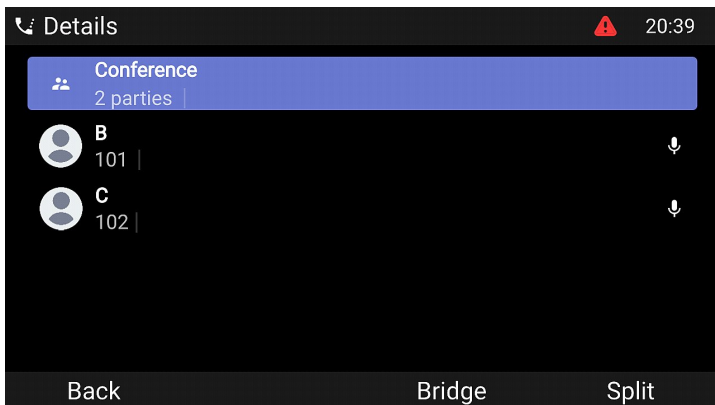 Details
20:39
Conference
2 parties
B
101
C
102
Back
Bridge
Split